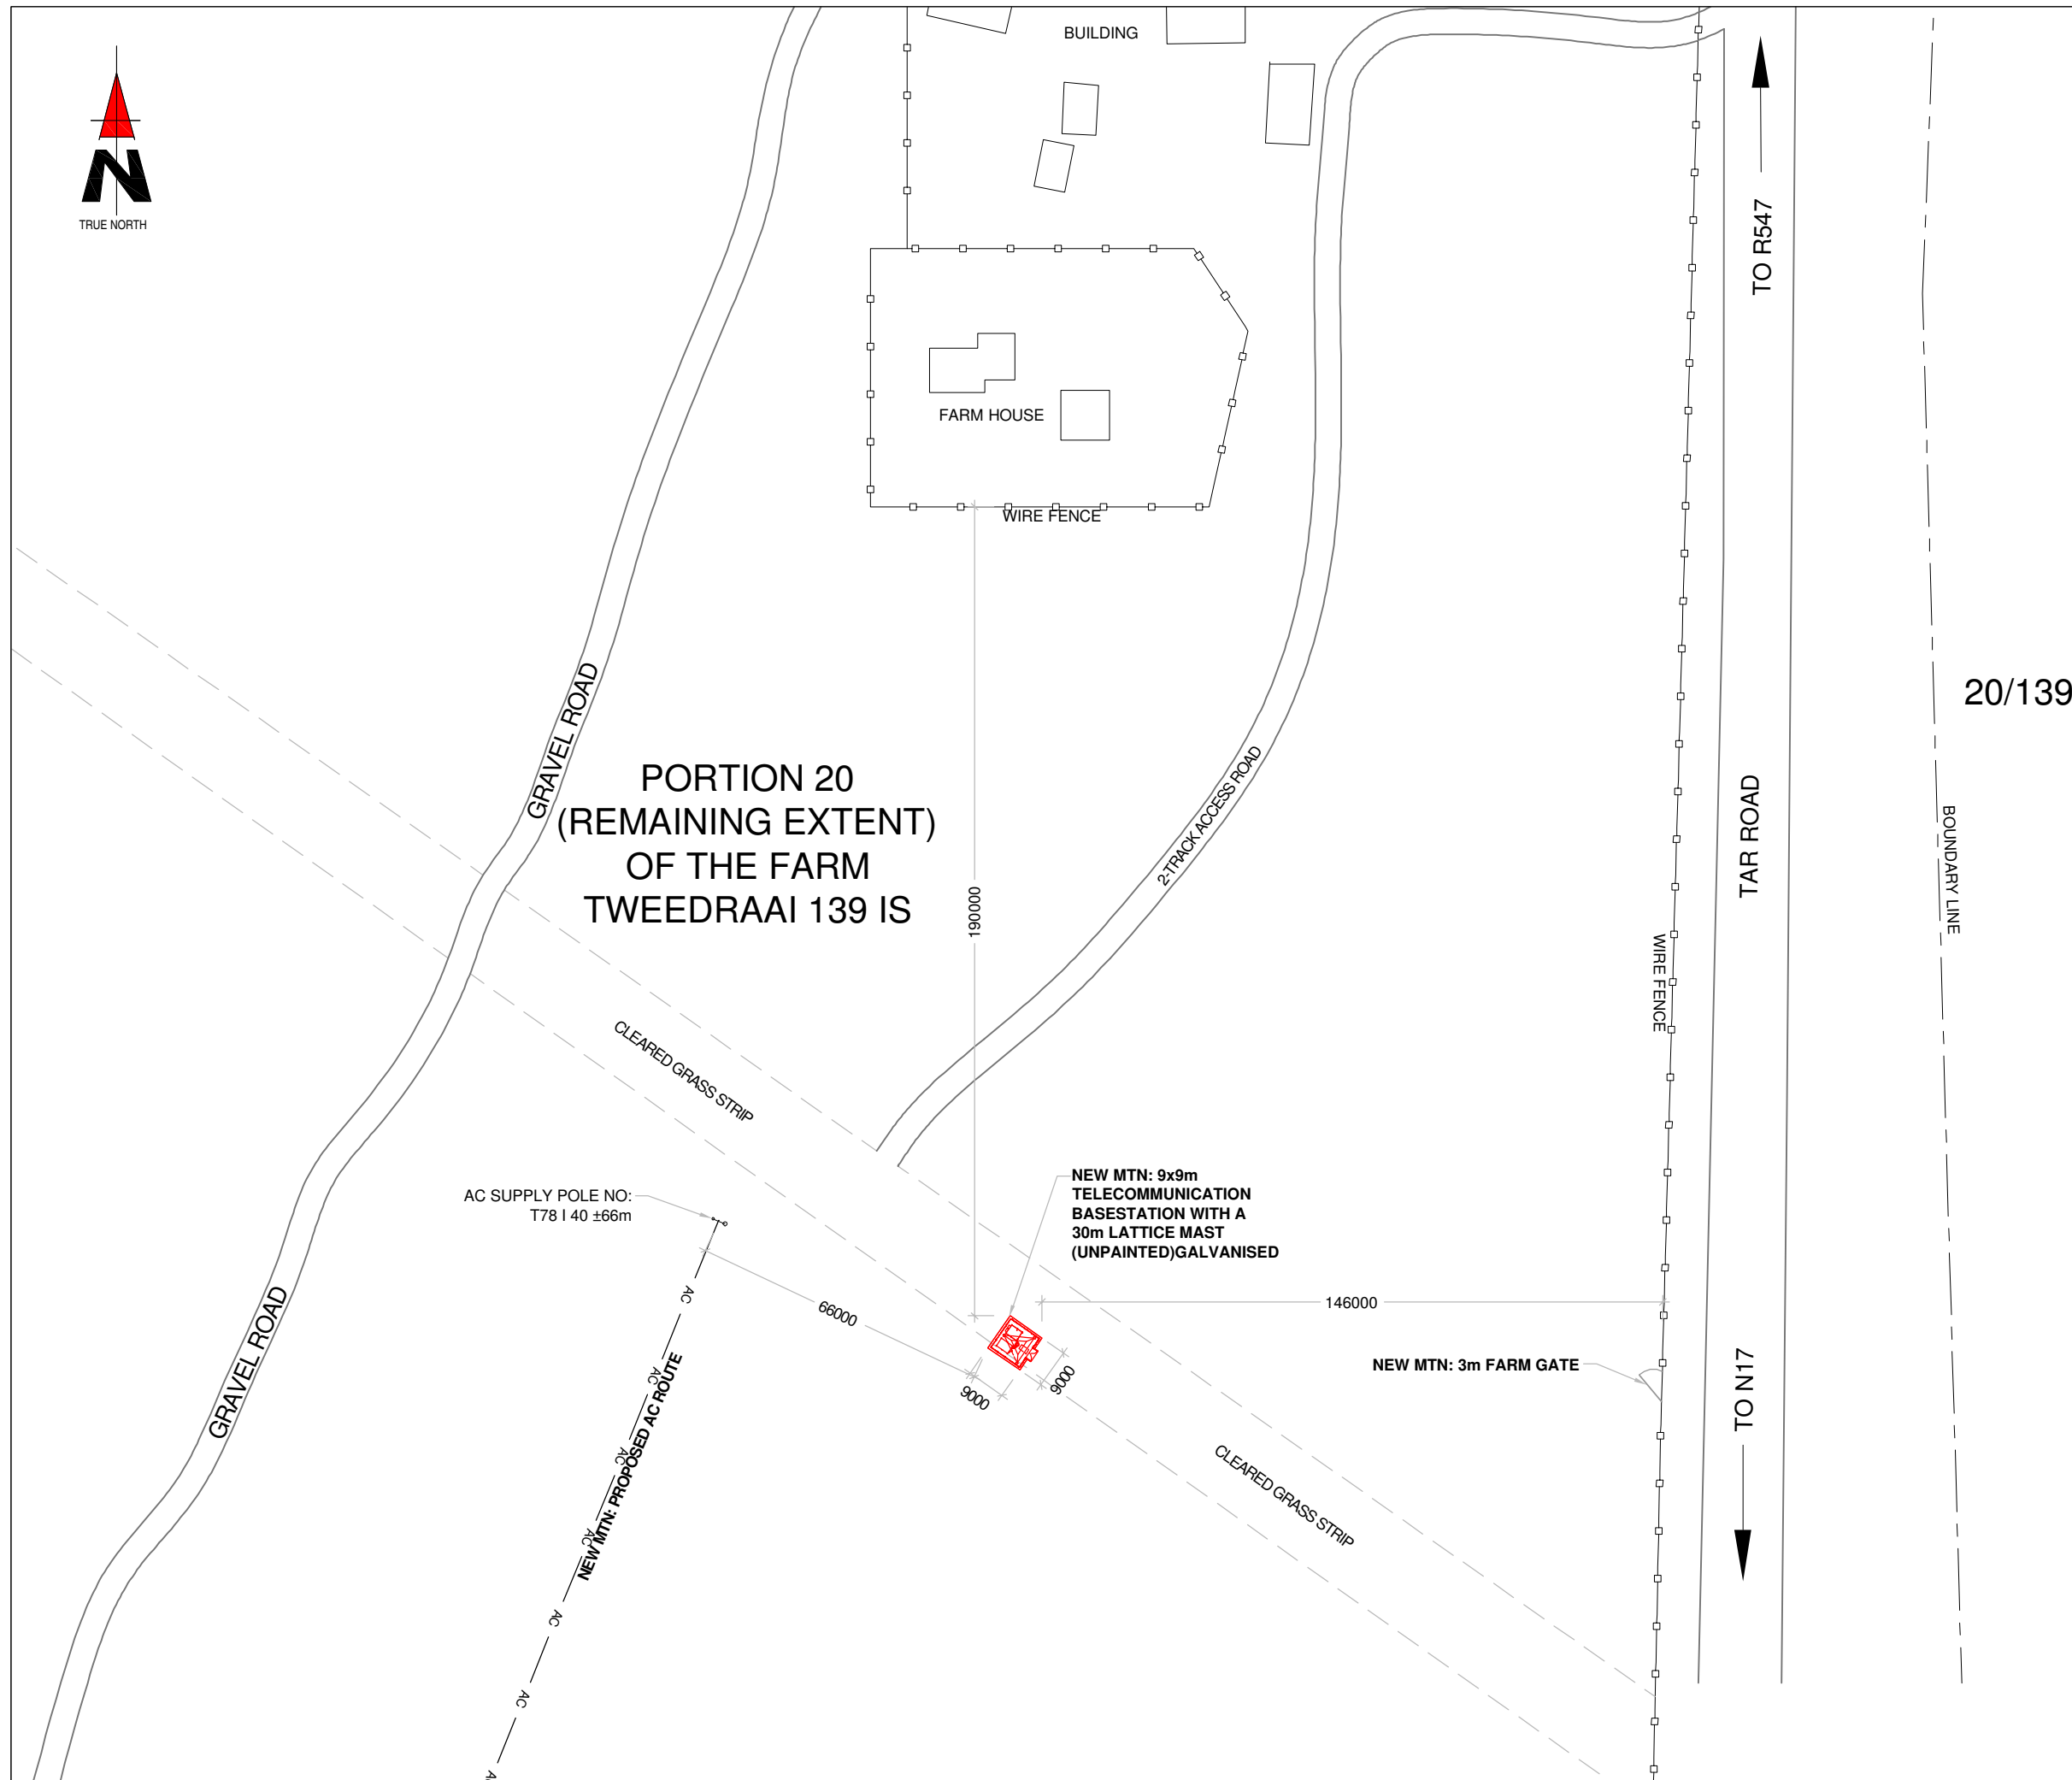 BUILDING
N
TRUE NORTH
TO R547
FARM HOUSE
WIRE FENCE
20/139
GRAVEL ROAD
PORTION 20
(REMAINING EXTENT)
OF THE FARM
TWEEDRAAI 139 IS
2-TRACK ACCESS ROAD
TAR ROAD
BOUNDARY LINE
190000
WIRE FENCE
CLEARED GRASS STRIP
AC SUPPLY POLE NO:
T78 I 40 ±66m
NEW MTN: 9x9m
TELECOMMUNICATION
BASESTATION WITH A
30m LATTICE MAST
(UNPAINTED)GALVANISED
66000
146000
9000
9000
NEW MTN: 3m FARM GATE
TO N17
GRAVEL ROAD
NEW MTN: PROPOSED AC ROUTE
AC
AC
AC
AC
AC
AC
AC
CLEARED GRASS STRIP